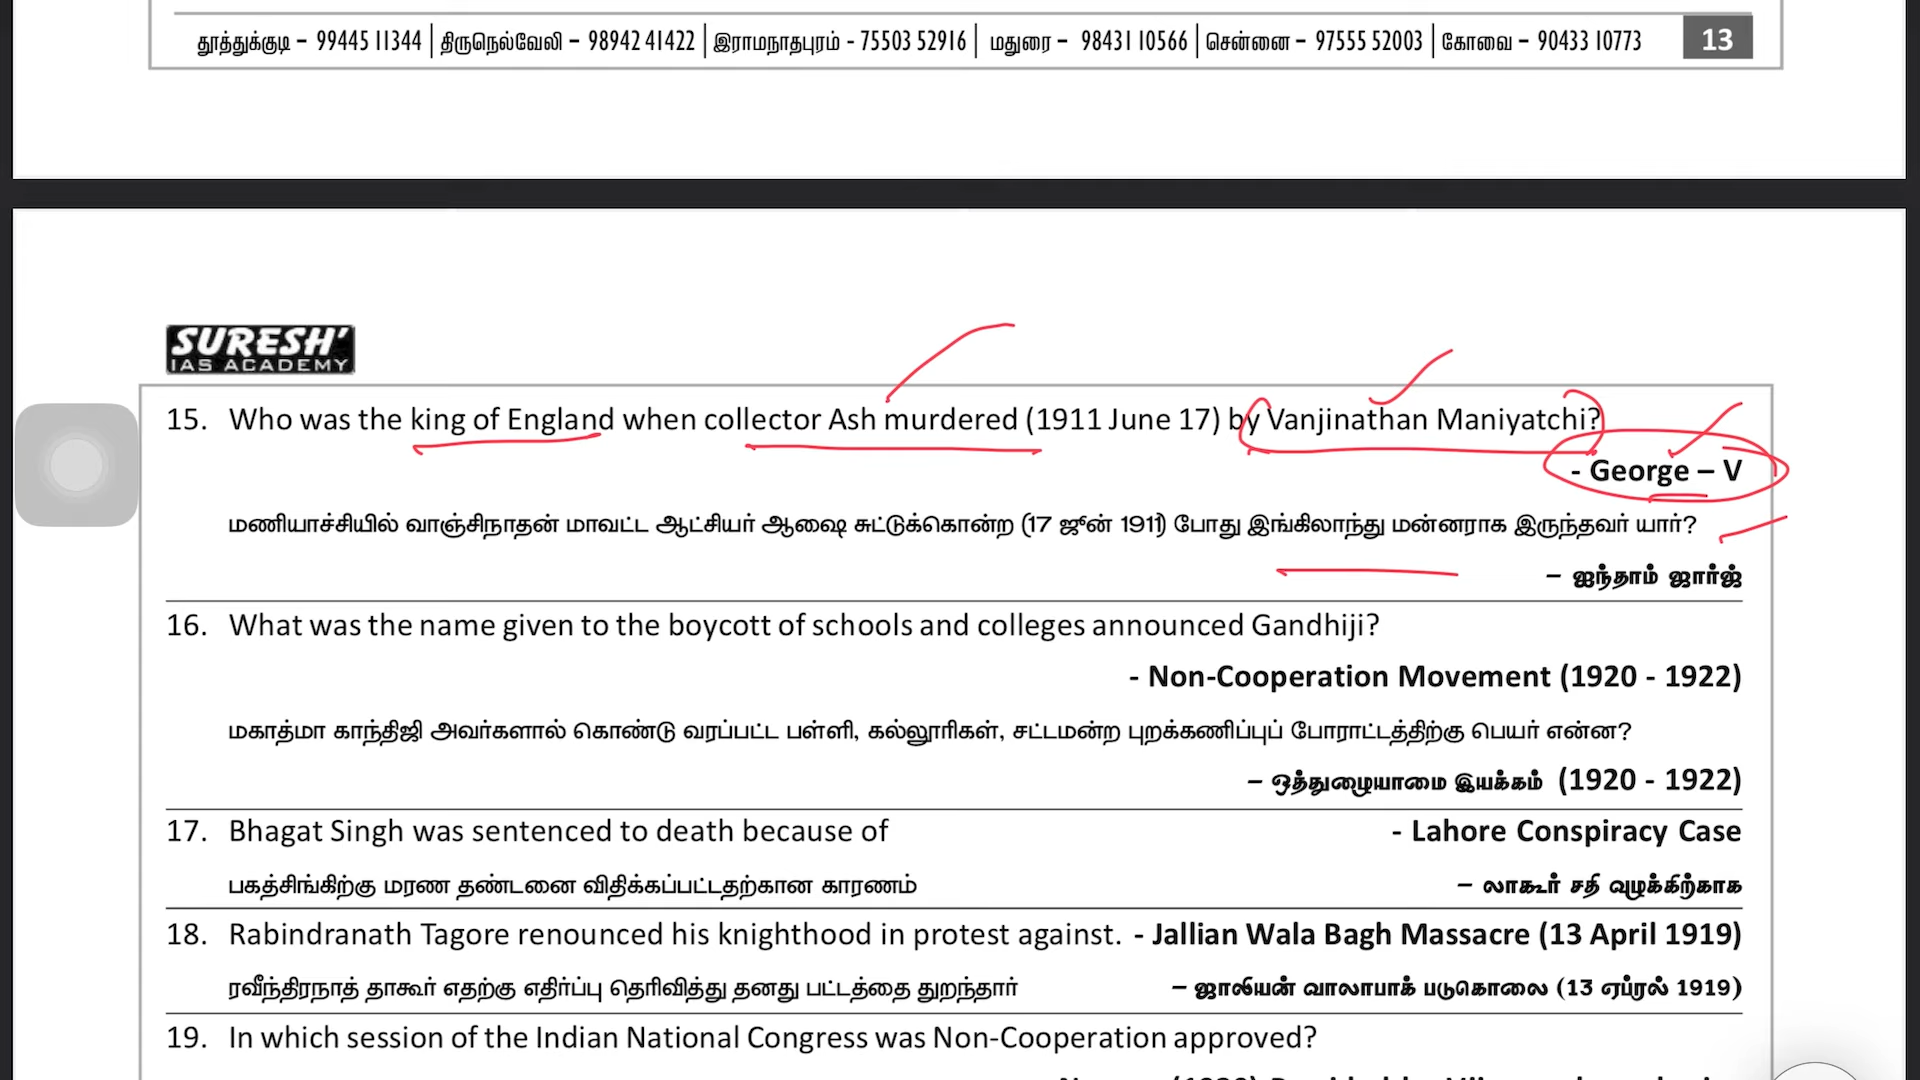 தூத்துக்குடி – 99445 11344 | திருநெல்வேலி – 98942 41422 | இராமநாதபுரம் - 75503 52916 | மதுரை – 98431 10566 | சென்னை – 97555 52003 | கோவை – 90433 10773 13
SURESH'
IAS ACADEMY
15. Who was the king of England when collector Ash murdered (1911 June 17) by Vanjinathan Maniyatchi?
- George – V
மணியாச்சியில் வாஞ்சிநாதன் மாவட்ட ஆட்சியர் ஆஷை சுட்டுக்கொன்ற (17 ஜூன் 1911) போது இங்கிலாந்து மன்னராக இருந்தவர் யார்?
– ஐந்தாம் ஜார்ஜ்
16. What was the name given to the boycott of schools and colleges announced Gandhiji?
- Non-Cooperation Movement (1920 - 1922)
மகாத்மா காந்திஜி அவர்களால் கொண்டு வரப்பட்ட பள்ளி, கல்லூரிகள், சட்டமன்ற புறக்கணிப்புப் போராட்டத்திற்கு பெயர் என்ன?
– ஒத்துழையாமை இயக்கம் (1920 - 1922)
17. Bhagat Singh was sentenced to death because of - Lahore Conspiracy Case
பகத்சிங்கிற்கு மரண தண்டனை விதிக்கப்பட்டதற்கான காரணம் – லாகூர் சதி வழக்கிற்காக
18. Rabindranath Tagore renounced his knighthood in protest against. - Jallian Wala Bagh Massacre (13 April 1919)
ரவீந்திரநாத் தாகூர் எதற்கு எதிர்ப்பு தெரிவித்து தனது பட்டத்தை துறந்தார் – ஜாலியன் வாலாபாக் படுகொலை (13 ஏப்ரல் 1919)
19. In which session of the Indian National Congress was Non-Cooperation approved?